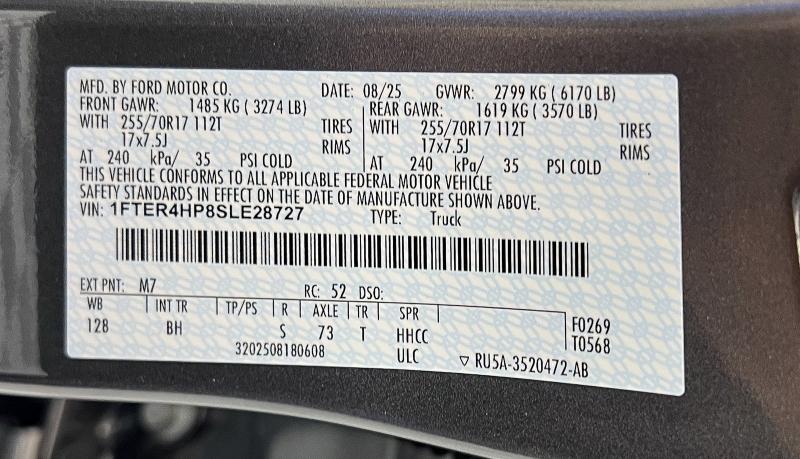 MFD. BY FORD MOTOR CO. DATE: 08/25 GVWR: 2799 KG ( 6170 LB)
FRONT GAWR: 1485 KG ( 3274 LB) REAR GAWR: 1619 KG ( 3570 LB)
WITH 255/70R17 112T TIRES WITH 255/70R17 112T TIRES
17x7.5J RIMS 17x7.5J RIMS
AT 240 kPa/ 35 PSI COLD AT 240 kPa/ 35 PSI COLD
THIS VEHICLE CONFORMS TO ALL APPLICABLE FEDERAL MOTOR VEHICLE
SAFETY STANDARDS IN EFFECT ON THE DATE OF MANUFACTURE SHOWN ABOVE.
VIN: 1FTER4HP8SLE28727 TYPE: Truck
EXT PNT: M7 RC: 52 DSO:
WB INT TR TP/PS R AXLE TR SPR
128 BH S 73 T HHCC F0269
ULC T0568
3202508180608 ▽ RU5A-3520472-AB